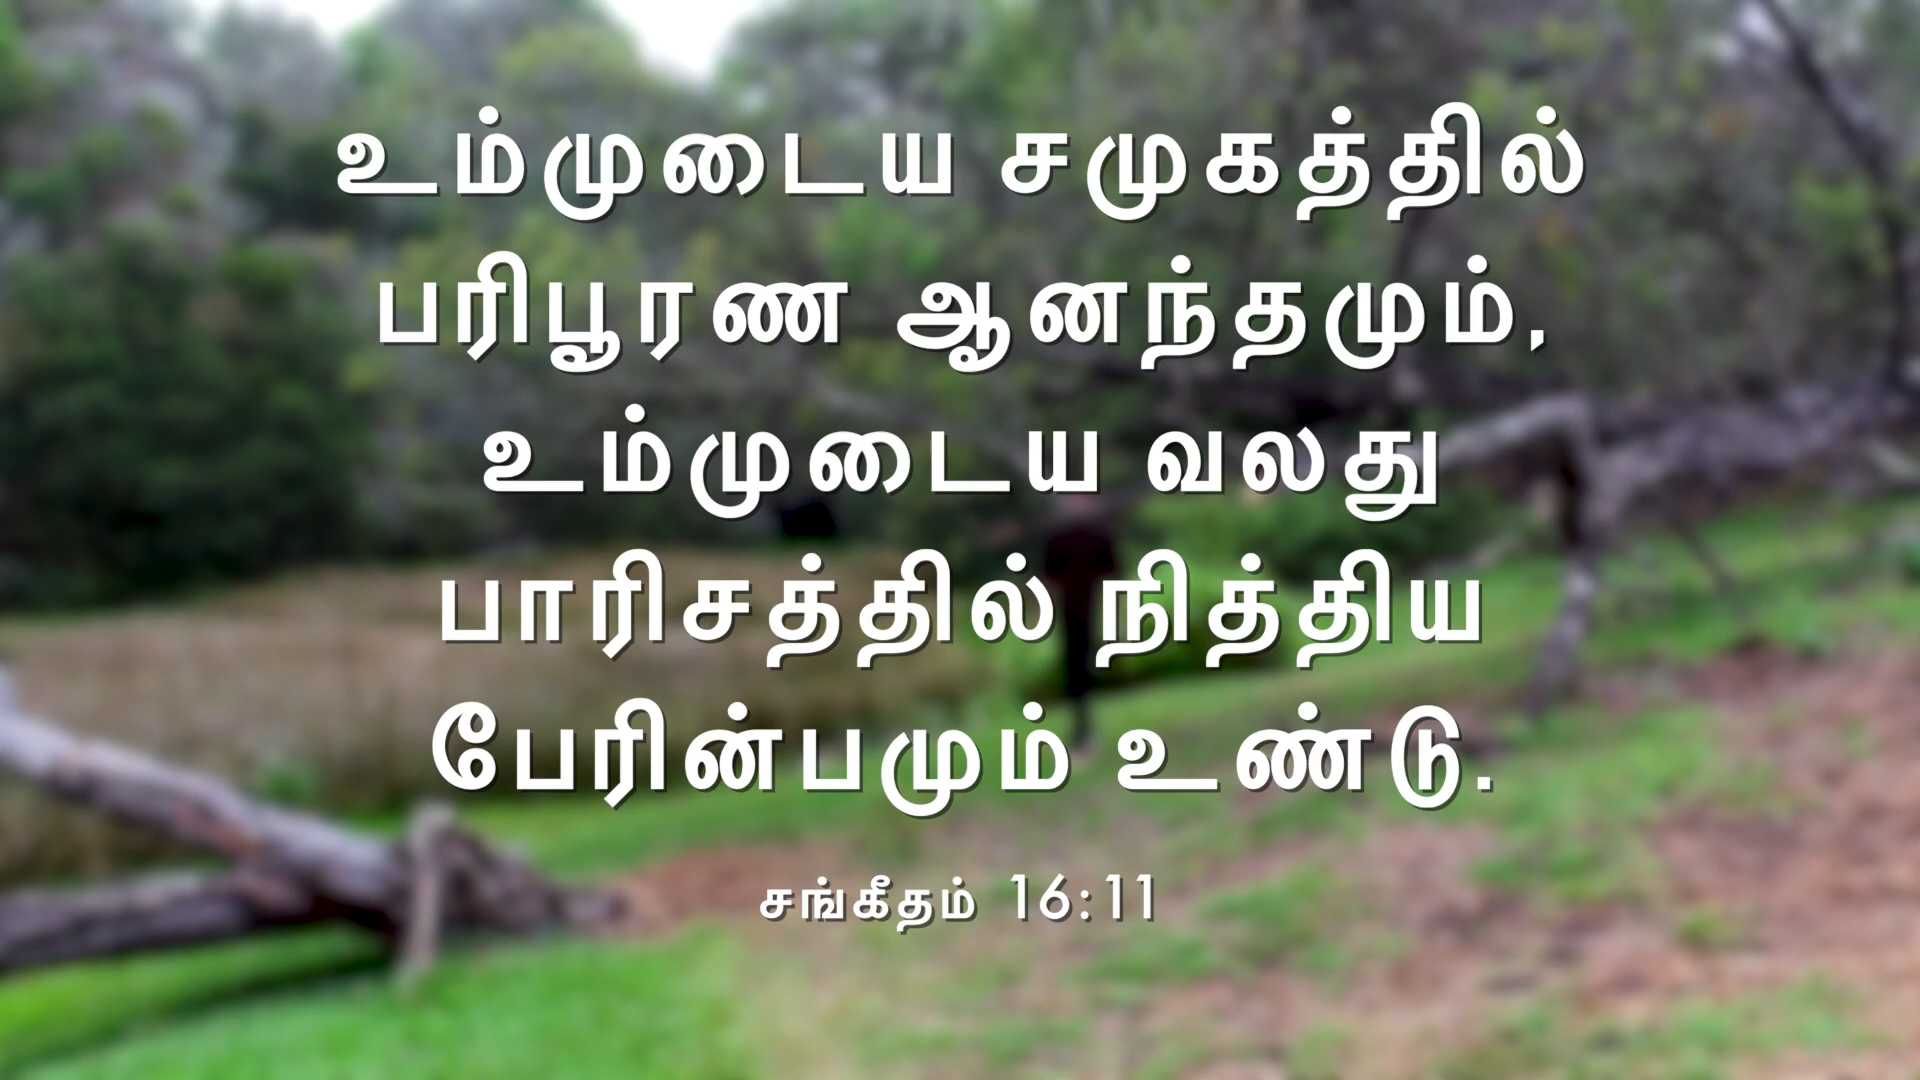 உம்முடைய சமுகத்தில்
பரிபூரண ஆனந்தமும்,
உம்முடைய வலது
பாரிசத்தில் நித்திய
பேரின்பமும் உண்டு.
சங்கீதம் 16:11